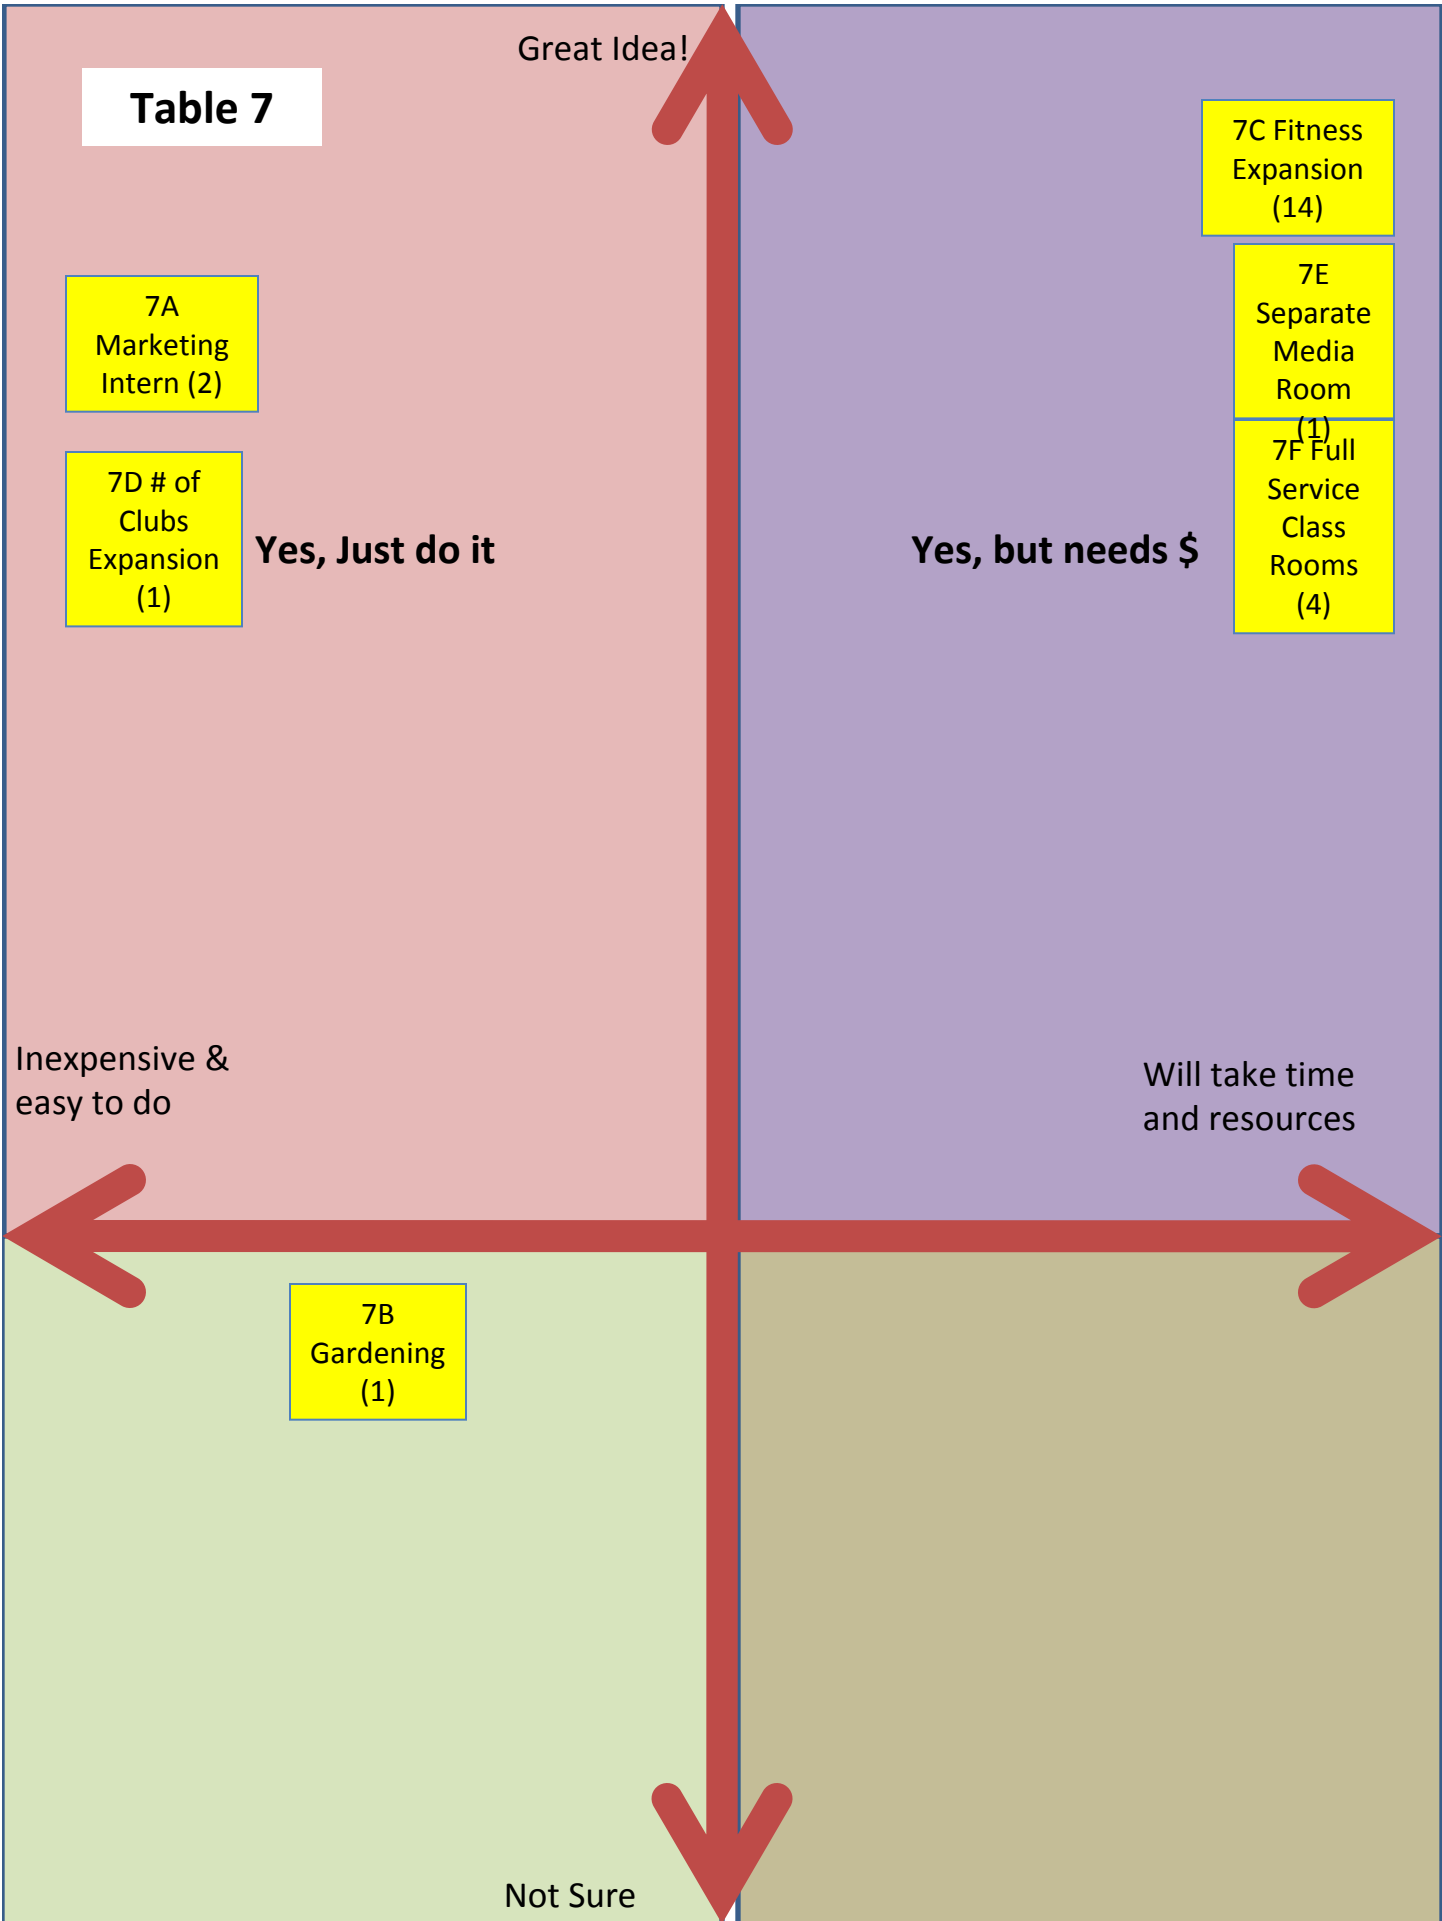 Great Idea!
Table 7
7C Fitness
Expansion
(14)
7A
Marketing
Intern (2)
7E
Separate
Media
Room
(1)
7D # of
Clubs
Expansion
(1)
Yes, Just do it
Yes, but needs $
7F Full
Service
Class
Rooms
(4)
Inexpensive &
easy to do
Will take time
and resources
7B
Gardening
(1)
Not Sure